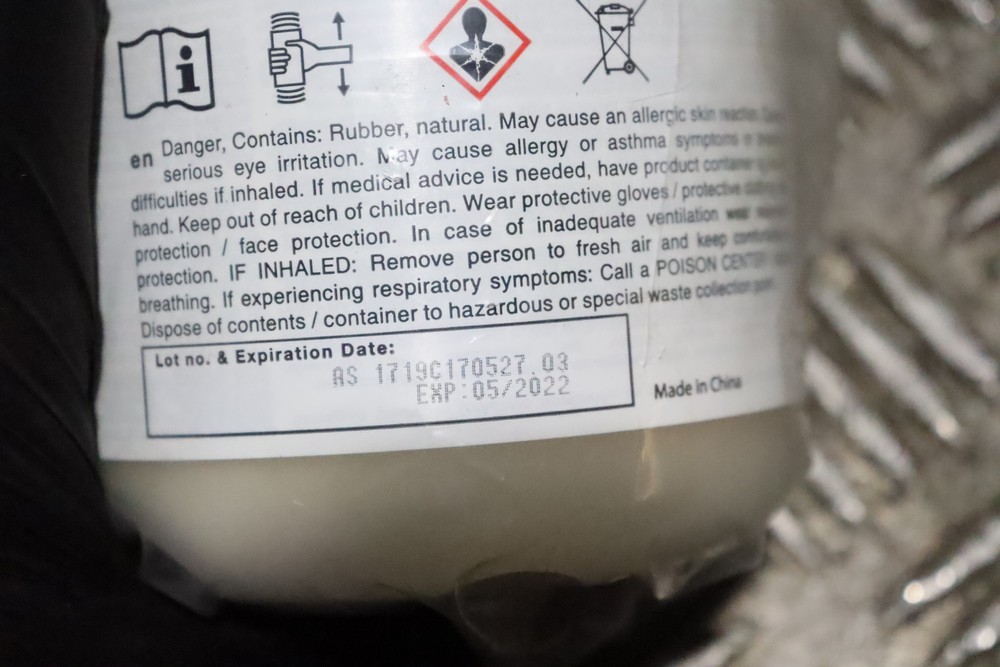 en Danger, Contains: Rubber, natural. May cause an allergic skin reaction.
serious eye irritation. May cause allergy or asthma symptoms or
difficulties if inhaled. If medical advice is needed, have product container
hand. Keep out of reach of children. Wear protective gloves / protective
protection / face protection. In case of inadequate ventilation wear
protection. IF INHALED: Remove person to fresh air and keep
breathing. If experiencing respiratory symptoms: Call a POISON CENTER
Dispose of contents / container to hazardous or special waste collection
Lot no. & Expiration Date:
AS 1719C170527.03
EXP:05/2022
Made in China